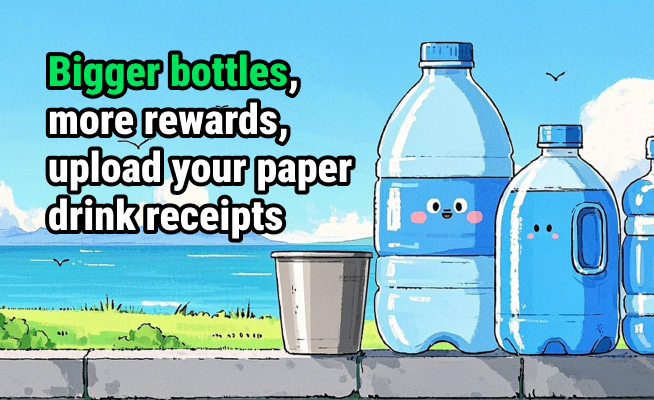 Bigger bottles,
more rewards,
upload your paper
drink receipts